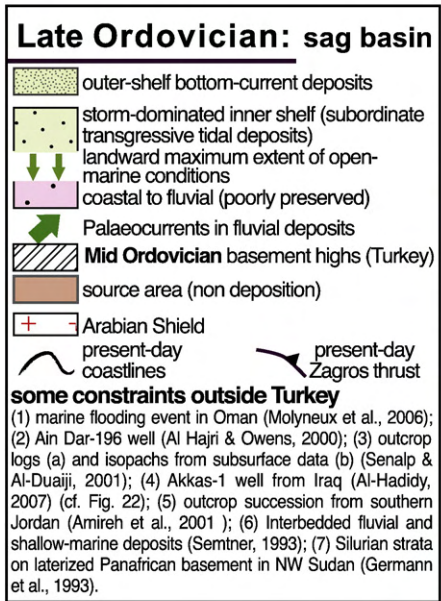 Late Ordovician: sag basin
outer-shelf bottom-current deposits
storm-dominated inner shelf (subordinate
transgressive tidal deposits)
landward maximum extent of open-
marine conditions
coastal to fluvial (poorly preserved)
Palaeocurrents in fluvial deposits
Mid Ordovician basement highs (Turkey)
source area (non deposition)
Arabian Shield
present-day
coastlines
present-day
Zagros thrust
some constraints outside Turkey
(1) marine flooding event in Oman (Molyneux et al., 2006);
(2) Ain Dar-196 well (Al Hajri & Owens, 2000); (3) outcrop
logs (a) and isopachs from subsurface data (b) (Senalp &
Al-Duaiji, 2001); (4) Akkas-1 well from Iraq (Al-Hadidy,
2007) (cf. Fig. 22); (5) outcrop succession from southern
Jordan (Amireh et al., 2001 ); (6) Interbedded fluvial and
shallow-marine deposits (Semtner, 1993); (7) Silurian strata
on laterized Panafrican basement in NW Sudan (Germann
et al., 1993).